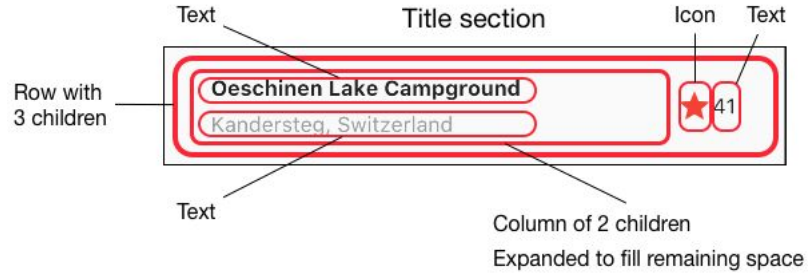 Text
Title section
Icon
Text
Row with
3 children
Oeschinen Lake Campground
Kandersteg, Switzerland
41
Text
Column of 2 children
Expanded to fill remaining space